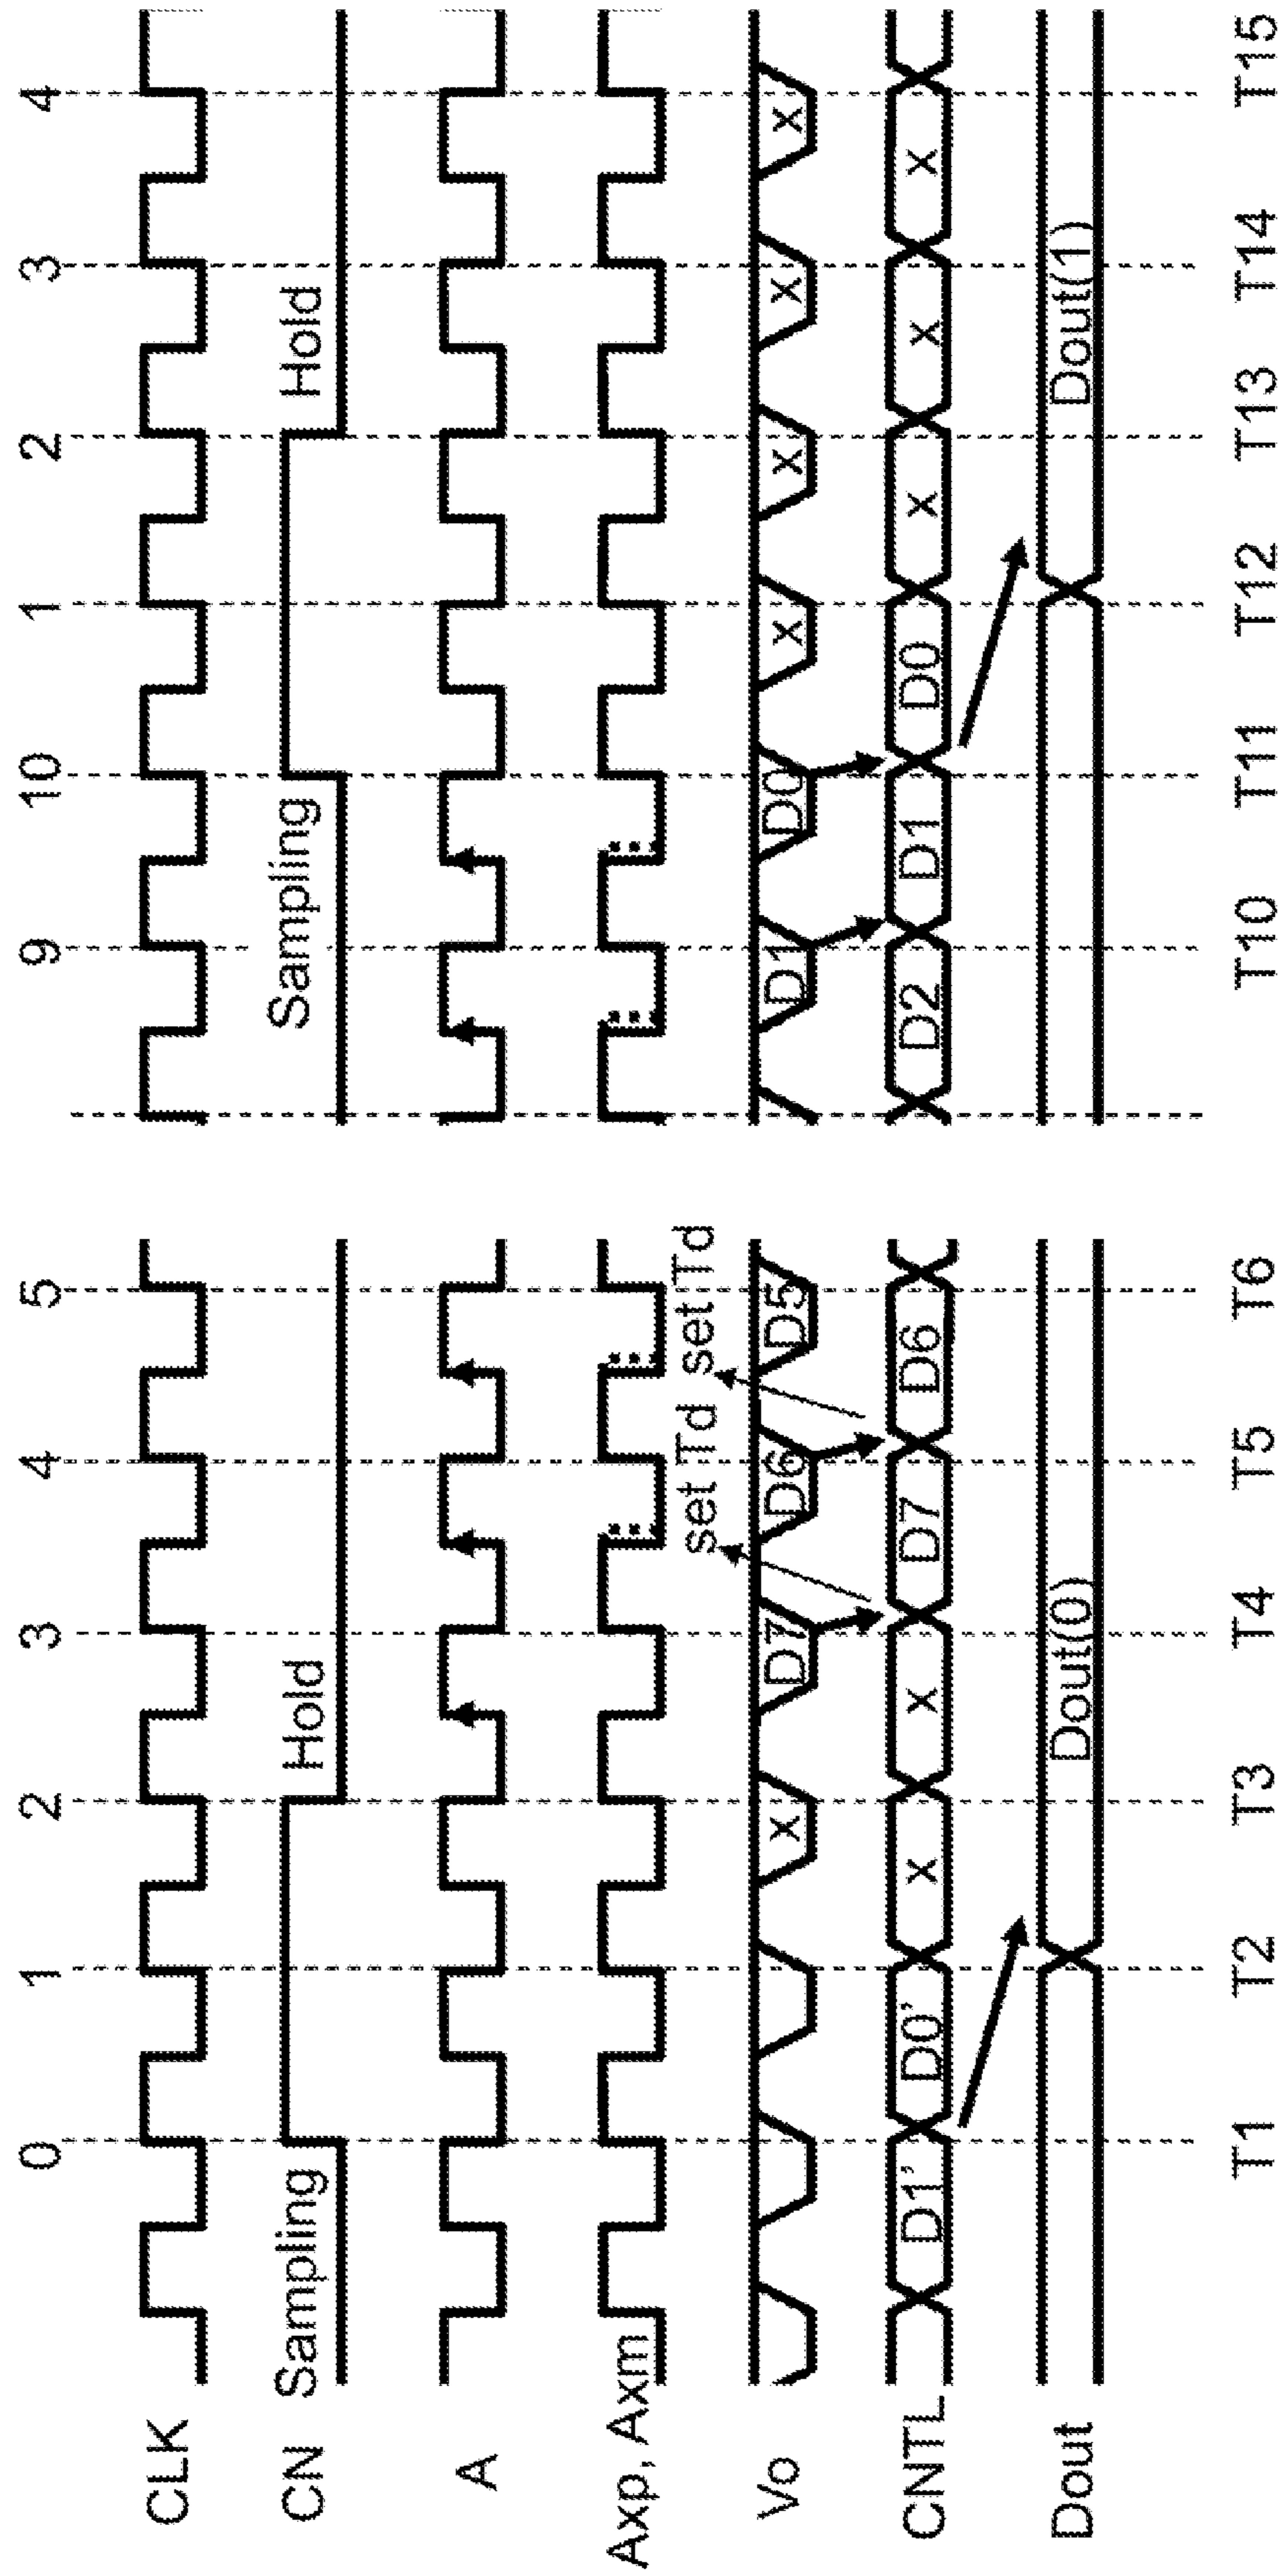 0 1 2 3 4 5 9 10 1 2 3 4
CLK
CN Sampling Hold Sampling Hold
A
Axp, Axm
set Td set Td
Vo x D7 D6 D5 D1 D0 x x x x
CNTL D1' D0' x x D7 D6 D2 D1 D0 x x x
Dout Dout(0) Dout(1)
T1 T2 T3 T4 T5 T6 T10 T11 T12 T13 T14 T15